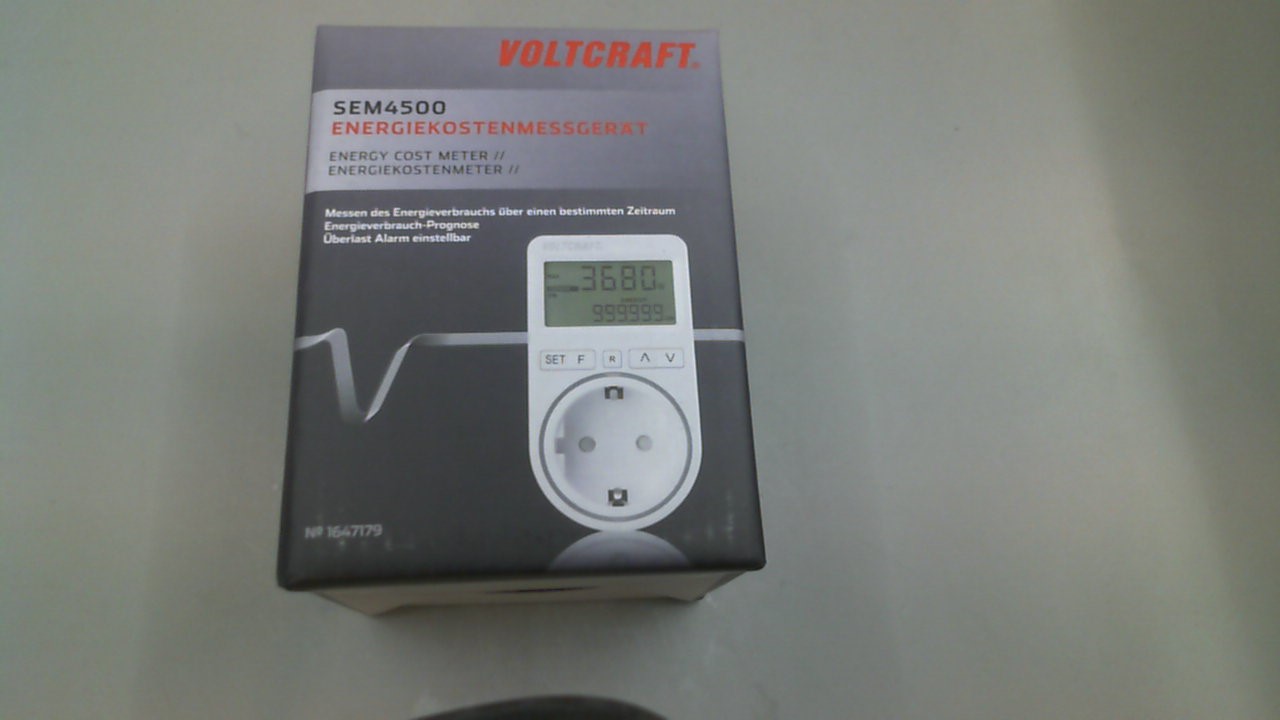 VOLTCRAFT®
SEM4500
ENERGIEKOSTENMESSGERÄT
ENERGY COST METER //
ENERGIEKOSTENMETER //
Messen des Energieverbrauchs über einen bestimmten Zeitraum
Energieverbrauch-Prognose
Überlast Alarm einstellbar
VOLTCRAFT
3680
999999
SET F R Λ V
Nº 1647179